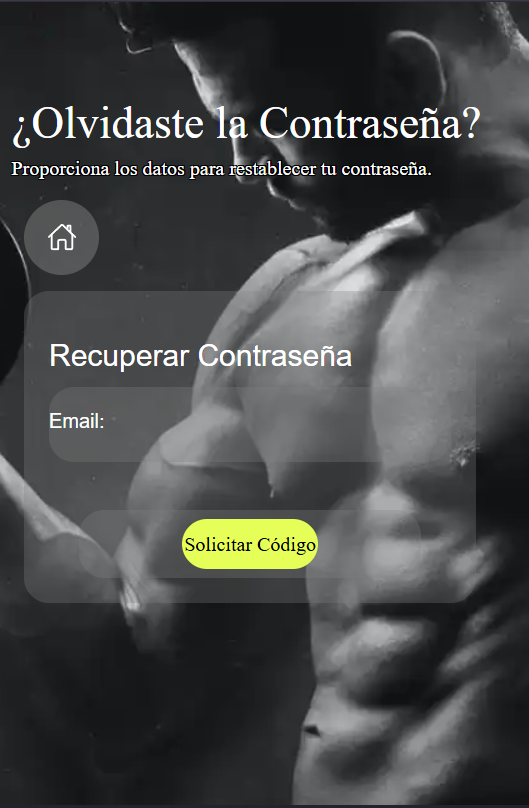 ¿Olvidaste la Contraseña?
Proporciona los datos para restablecer tu contraseña.
Recuperar Contraseña
Email:
Solicitar Código